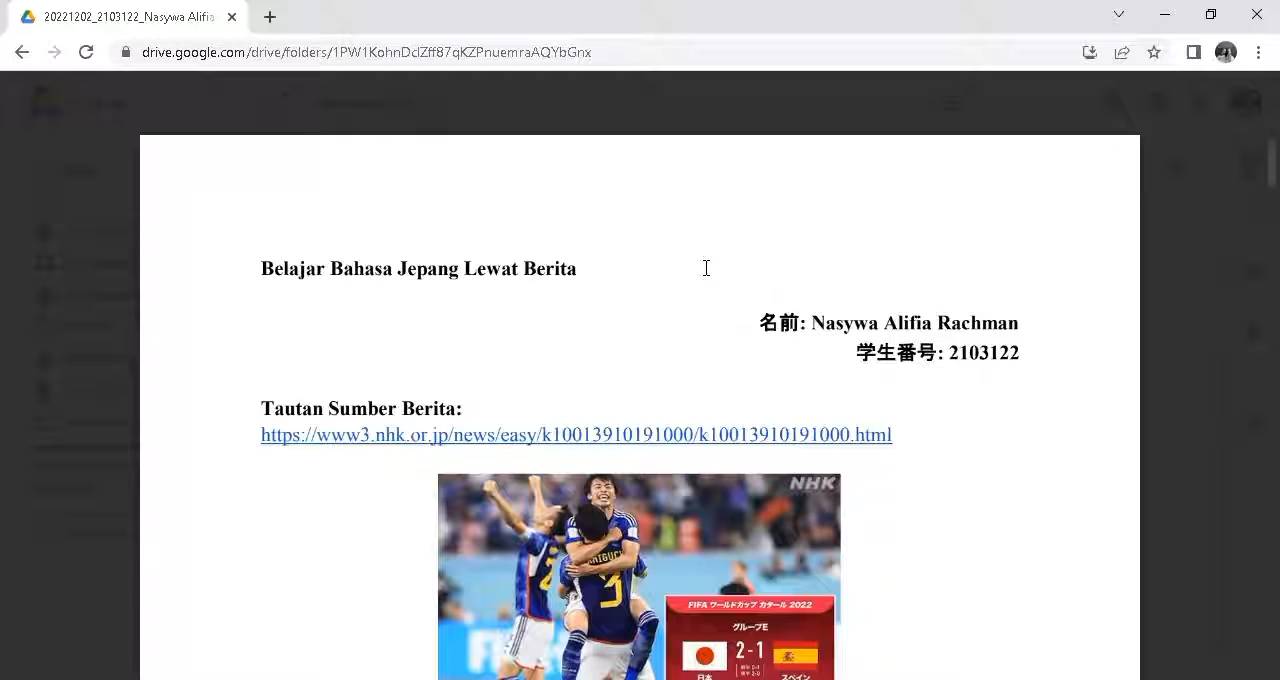 20221202_2103122_Nasywa Alifia
drive.google.com/drive/folders/1PW1KohnDclZff87qKZPnuemraAQYbGnx
Belajar Bahasa Jepang Lewat Berita
名前: Nasywa Alifia Rachman
学生番号: 2103122
Tautan Sumber Berita:
https://www3.nhk.or.jp/news/easy/k10013910191000/k10013910191000.html
NHK
3
FIFA ワールドカップ カタール 2022
グループE
2-1
日本
スペイン